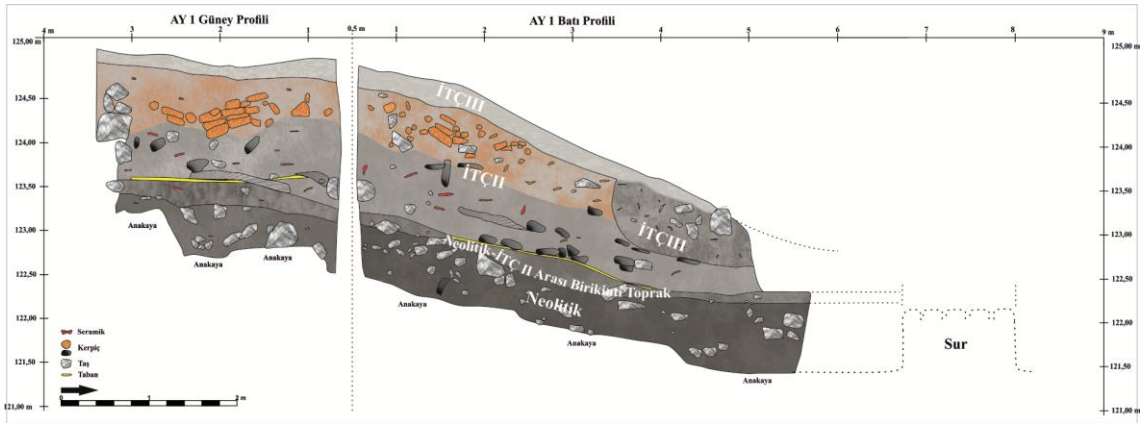 AY 1 Güney Profili
AY 1 Batı Profili
4 m
3
2
1
0,5 m
1
2
3
4
5
6
7
8
9 m
125,00 m
124,50
124,00
123,50
123,00
122,50
122,00
121,50
121,00 m
125,00 m
124,50
124,00
123,50
123,00
122,50
122,00
121,50
121,00 m
İTÇIII
İTÇII
İTÇIII
Neolitik-İTÇ II Arası Birikinti Toprak
Neolitik
Anakaya
Anakaya
Anakaya
Anakaya
Anakaya
Anakaya
Sur
Seramik
Kerpiç
Taş
Taban
0
1
2 m